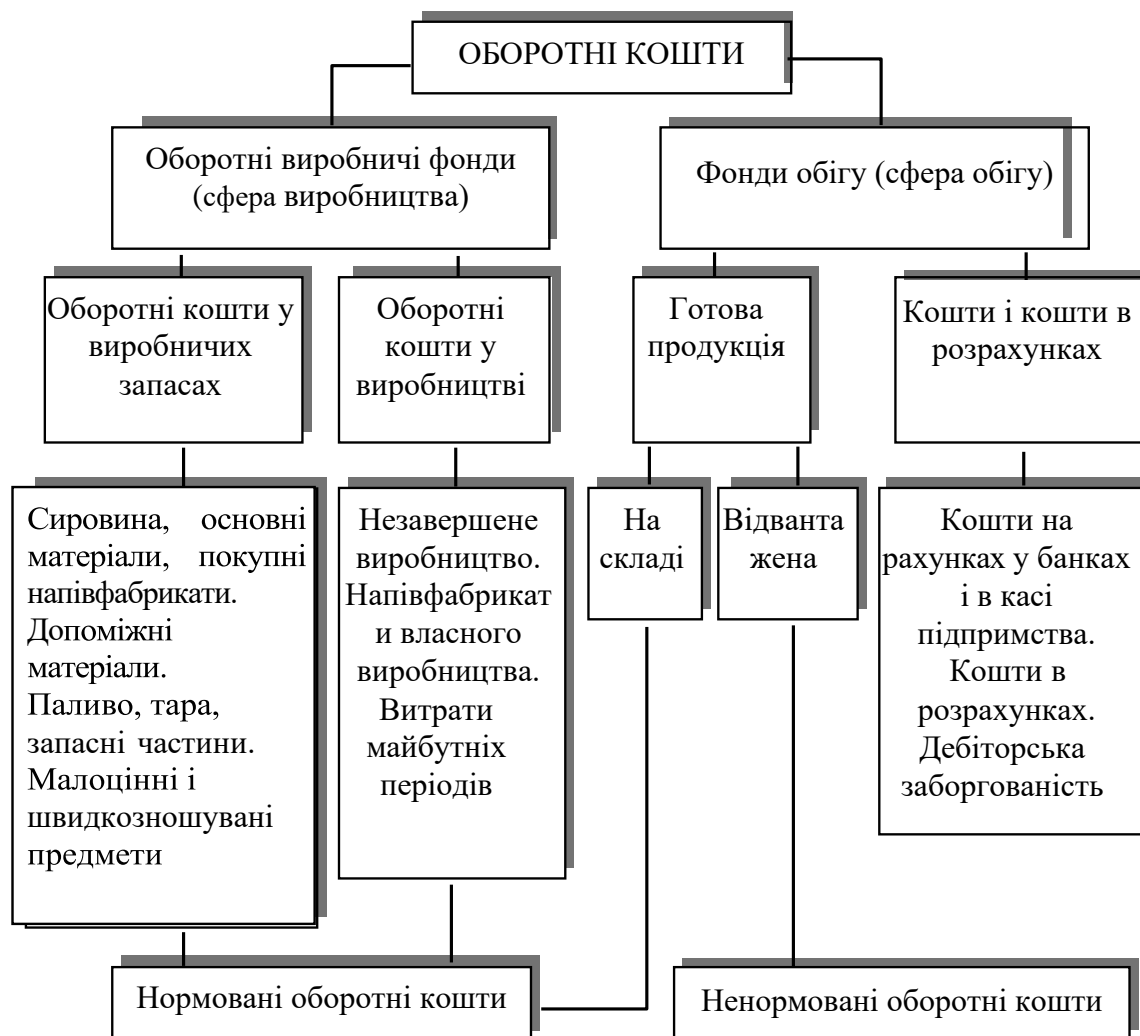 ОБОРОТНІ КОШТИ
Оборотні виробничі фонди
(сфера виробництва)
Фонди обігу (сфера обігу)
Оборотні кошти у
виробничих
запасах
Оборотні
кошти у
виробництві
Готова
продукція
Кошти і кошти в
розрахунках
Сировина, основні
матеріали, покупні
напівфабрикати.
Допоміжні
матеріали.
Паливо, тара,
запасні частини.
Малоцінні і
швидкозношувані
предмети
Незавершене
виробництво.
Напівфабрикат
и власного
виробництва.
Витрати
майбутніх
періодів
На
складі
Відванта
жена
Кошти на
рахунках у банках
і в касі
підпримства.
Кошти в
розрахунках.
Дебіторська
заборгованість
Нормовані оборотні кошти
Ненормовані оборотні кошти